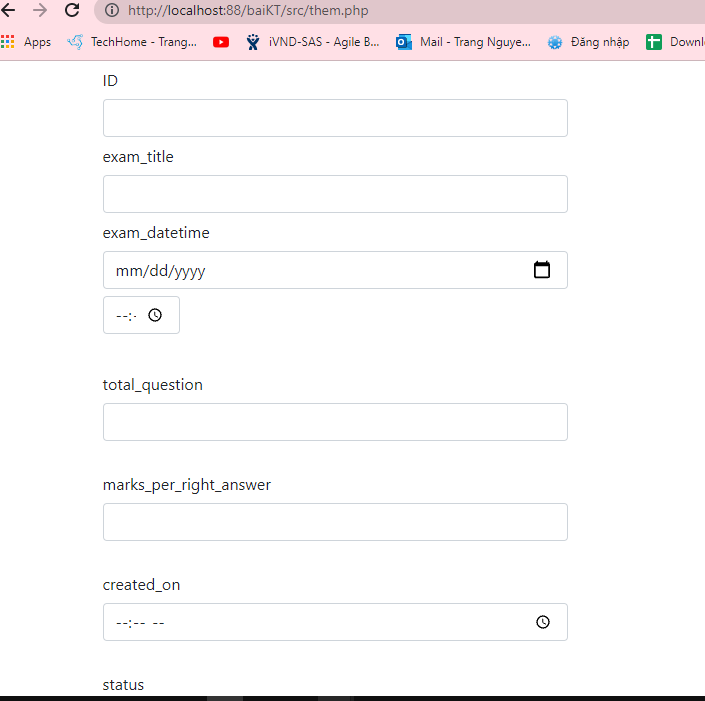 http://localhost:88/baiKT/src/them.php
Apps TechHome - Trang... iVND-SAS - Agile B... Mail - Trang Nguye... Đăng nhập Downl
ID
exam_title
exam_datetime
mm/dd/yyyy
--:-
total_question
marks_per_right_answer
created_on
--:-- --
status